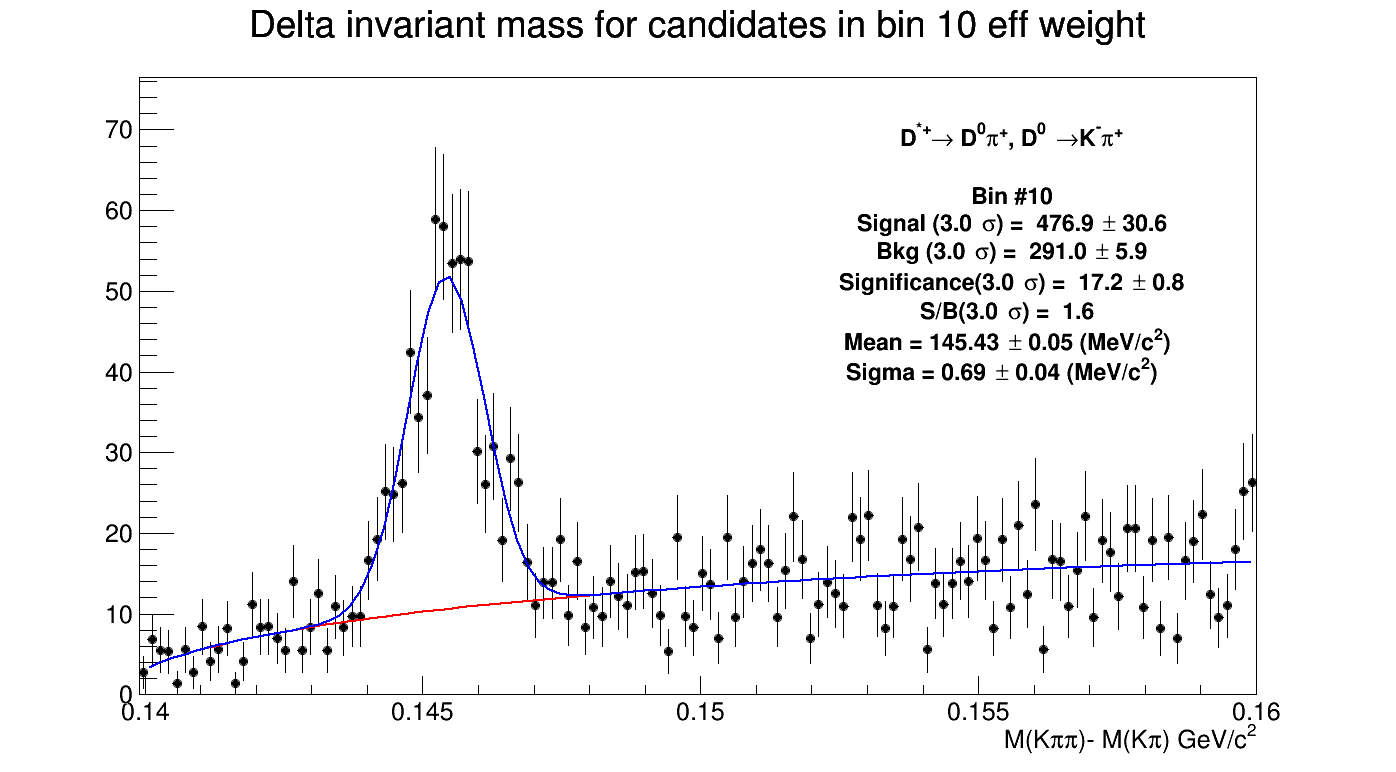 Delta invariant mass for candidates in bin 10 eff weight
70
60
50
40
30
20
10
0
D*+→ D0π+, D0 →K-π+
Bin #10
Signal (3.0 σ) = 476.9 ± 30.6
Bkg (3.0 σ) = 291.0 ± 5.9
Significance(3.0 σ) = 17.2 ± 0.8
S/B(3.0 σ) = 1.6
Mean = 145.43 ± 0.05 (MeV/c2)
Sigma = 0.69 ± 0.04 (MeV/c2)
0.14 0.145 0.15 0.155 0.16
M(Kππ)- M(Kπ) GeV/c2